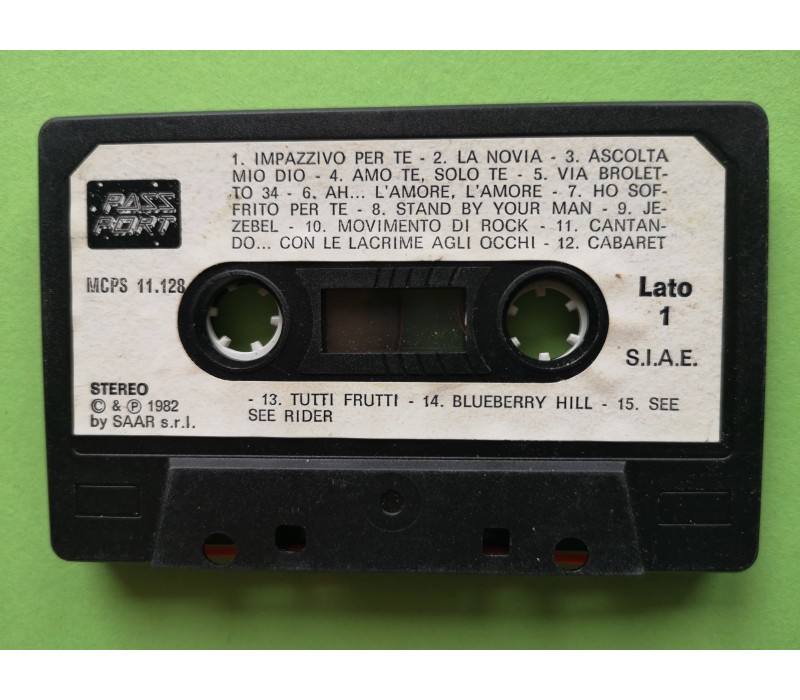 1. IMPAZZIVO PER TE - 2. LA NOVIA - 3. ASCOLTA
MIO DIO - 4. AMO TE, SOLO TE - 5. VIA BROLET-
TO 34 - 6. AH... L'AMORE, L'AMORE - 7. HO SOF-
FRITO PER TE - 8. STAND BY YOUR MAN - 9. JE-
ZEBEL - 10. MOVIMENTO DI ROCK - 11. CANTAN-
DO... CON LE LACRIME AGLI OCCHI - 12. CABARET
PASS
PORT
MCPS 11.128
Lato
1
S.I.A.E.
STEREO
© & ℗ 1982
by SAAR s.r.l.
- 13. TUTTI FRUTTI - 14. BLUEBERRY HILL - 15. SEE
SEE RIDER